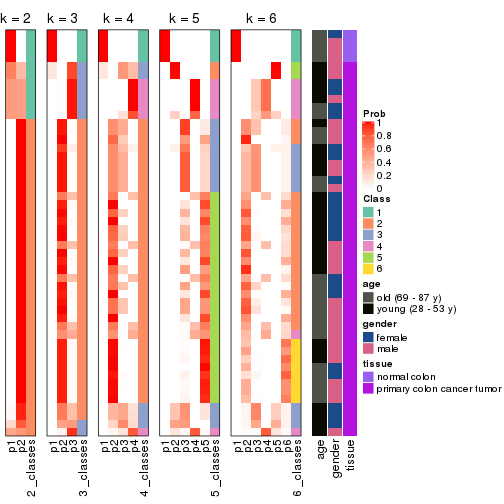 k = 2
k = 3
k = 4
k = 5
k = 6
p1
p2
2_classes
p1
p2
p3
3_classes
p1
p2
p3
p4
4_classes
p1
p2
p3
p4
p5
5_classes
p1
p2
p3
p4
p5
p6
6_classes
age
gender
tissue
Prob
1
0.8
0.6
0.4
0.2
0
Class
1
2
3
4
5
6
age
old (69 - 87 y)
young (28 - 53 y)
gender
female
male
tissue
normal colon
primary colon cancer tumor